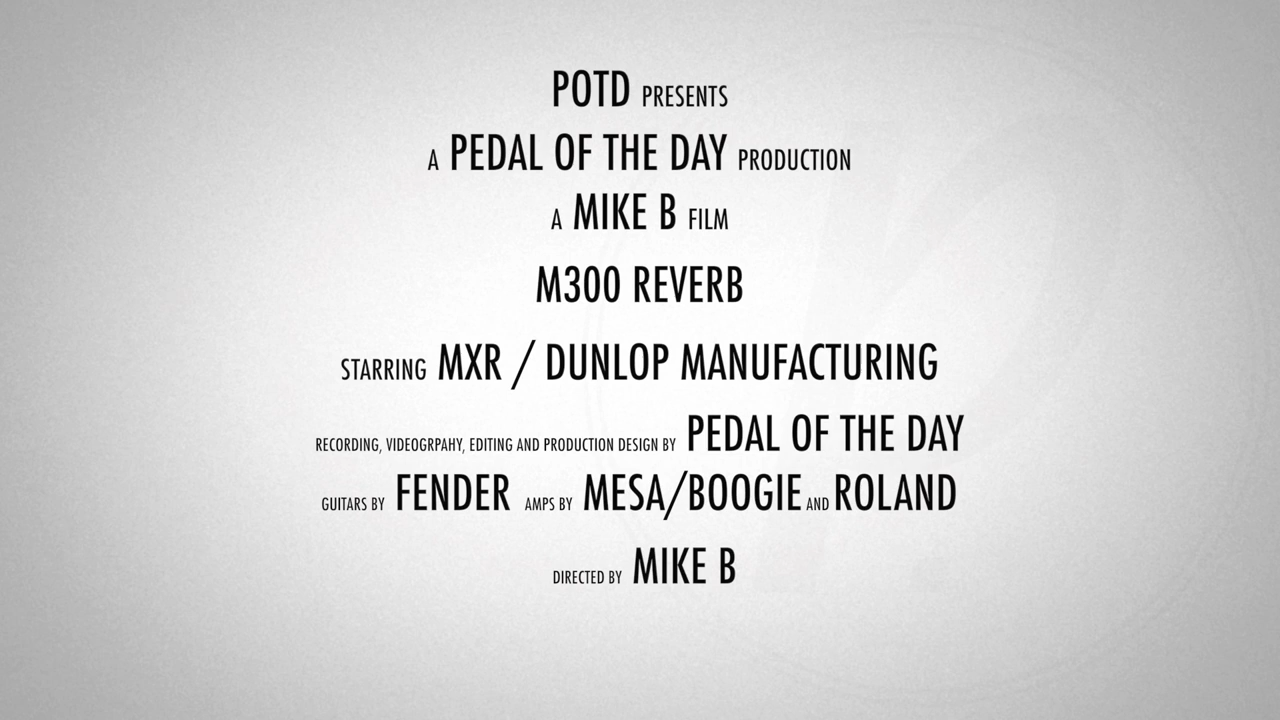 POTD PRESENTS
A PEDAL OF THE DAY PRODUCTION
A MIKE B FILM
M300 REVERB
STARRING MXR / DUNLOP MANUFACTURING
RECORDING, VIDEOGRPAHY, EDITING AND PRODUCTION DESIGN BY PEDAL OF THE DAY
GUITARS BY FENDER AMPS BY MESA/BOOGIE AND ROLAND
DIRECTED BY MIKE B